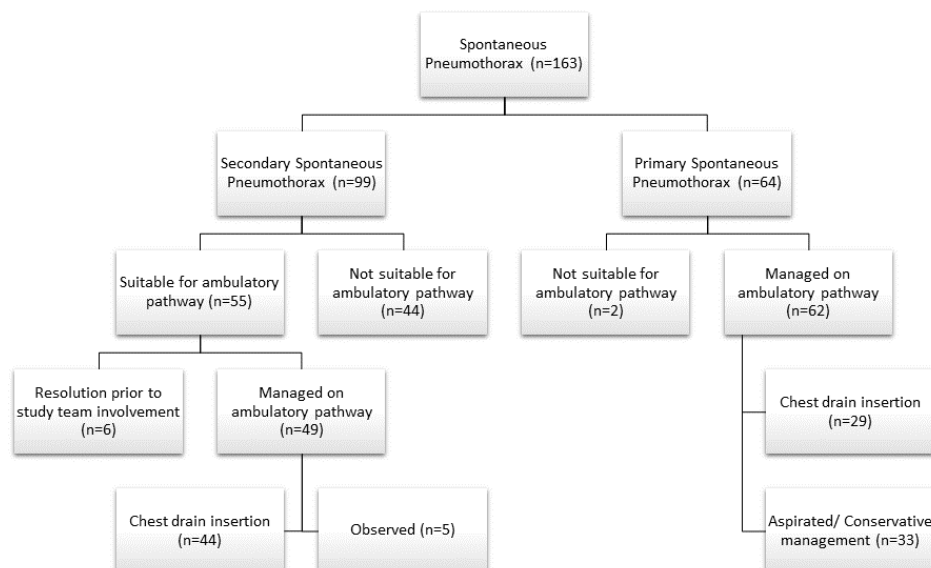 Spontaneous
Pneumothorax (n=163)
Secondary Spontaneous
Pneumothorax (n=99)
Primary Spontaneous
Pneumothorax (n=64)
Suitable for ambulatory
pathway (n=55)
Not suitable for
ambulatory pathway
(n=44)
Not suitable for
ambulatory pathway
(n=2)
Managed on
ambulatory pathway
(n=62)
Resolution prior to
study team involvement
(n=6)
Managed on
ambulatory pathway
(n=49)
Chest drain insertion
(n=29)
Chest drain insertion
(n=44)
Observed (n=5)
Aspirated/ Conservative
management (n=33)